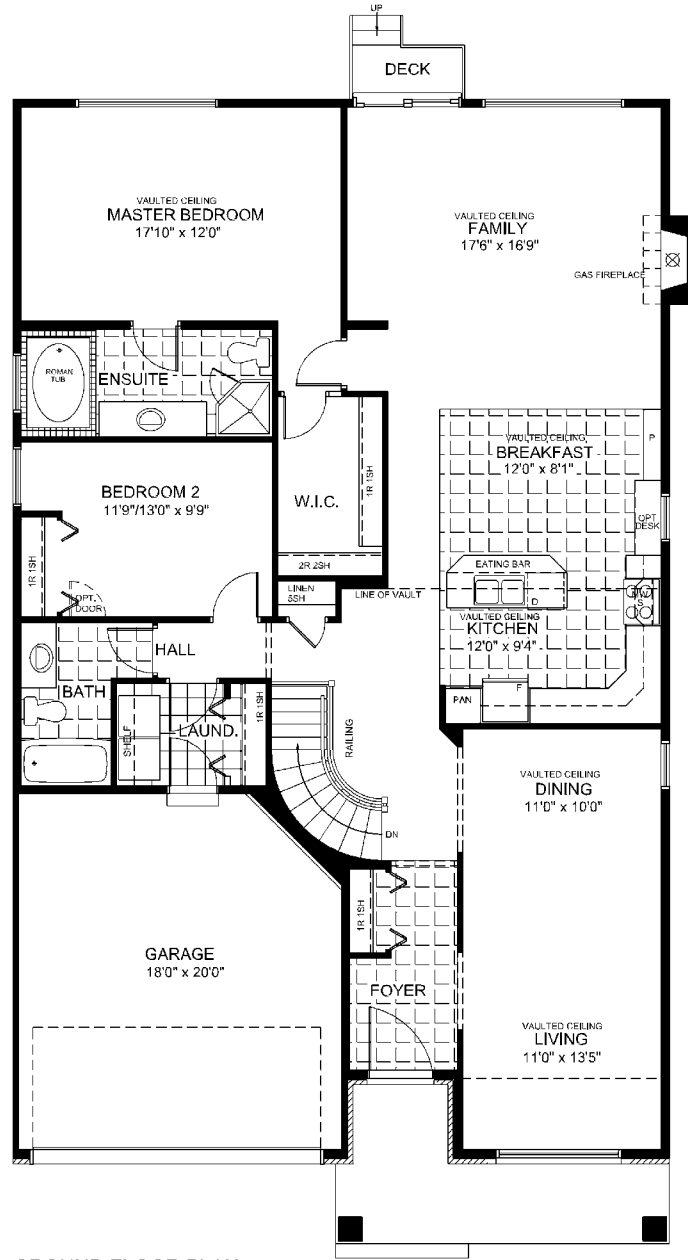 UP
DECK
VAULTED CEILING
MASTER BEDROOM
17'10" x 12'0"
VAULTED CEILING
FAMILY
17'6" x 16'9"
GAS FIREPLACE
ROMAN
TUB
ENSUITE
VAULTED CEILING
BREAKFAST
12'0" x 8'1"
P
BEDROOM 2
11'9"/13'0" x 9'9"
W.I.C.
1R 1SH
OPT
DESK
1R 1SH
2R 2SH
EATING BAR
OPT.
DOOR
LINEN
5SH
LINE OF VAULT
D
MW
S
VAULTED CEILING
KITCHEN
12'0" x 9'4"
HALL
BATH
F
PAN
SHELF
LAUND.
1R 1SH
RAILING
VAULTED CEILING
DINING
11'0" x 10'0"
DN
1R 1SH
GARAGE
18'0" x 20'0"
FOYER
VAULTED CEILING
LIVING
11'0" x 13'5"